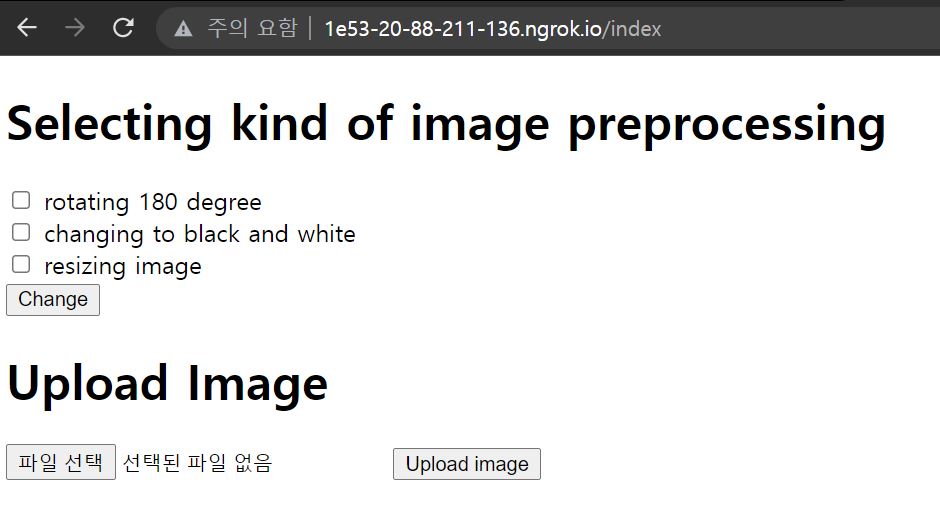 주의 요함 | 1e53-20-88-211-136.ngrok.io/index
Selecting kind of image preprocessing
rotating 180 degree
changing to black and white
resizing image
Change
Upload Image
파일 선택 선택된 파일 없음 Upload image